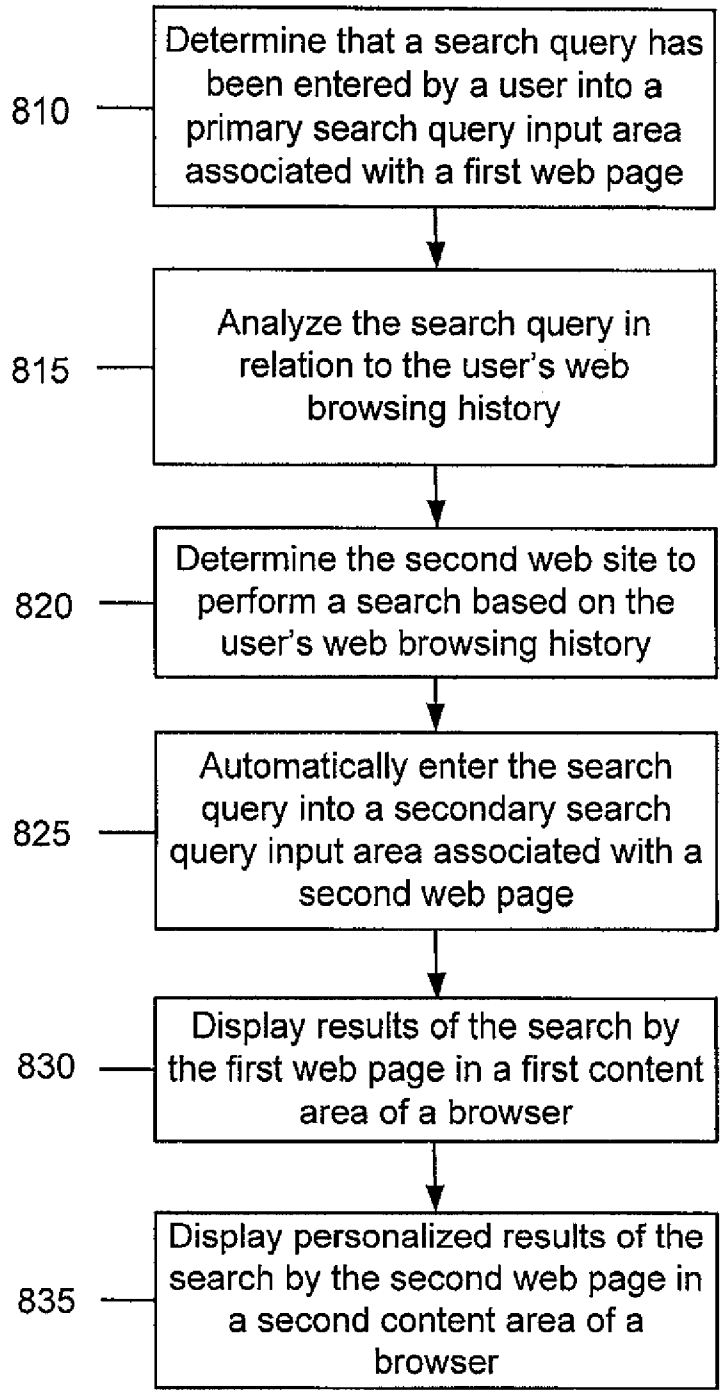 810
Determine that a search query has
been entered by a user into a
primary search query input area
associated with a first web page
815
Analyze the search query in
relation to the user's web
browsing history
820
Determine the second web site to
perform a search based on the
user's web browsing history
825
Automatically enter the search
query into a secondary search
query input area associated with a
second web page
830
Display results of the search by
the first web page in a first content
area of a browser
835
Display personalized results of the
search by the second web page in
a second content area of a
browser